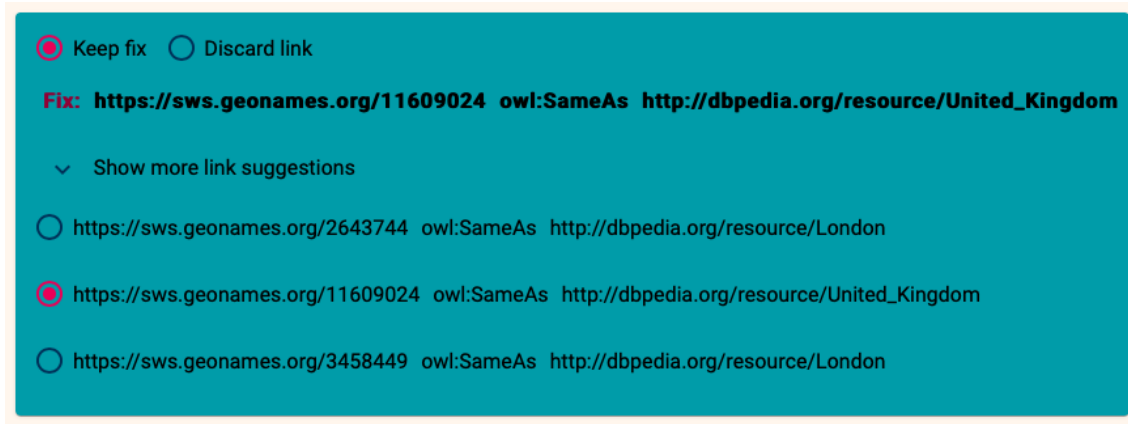 Keep fix Discard link
Fix: https://sws.geonames.org/11609024 owl:SameAs http://dbpedia.org/resource/United_Kingdom
Show more link suggestions
https://sws.geonames.org/2643744 owl:SameAs http://dbpedia.org/resource/London
https://sws.geonames.org/11609024 owl:SameAs http://dbpedia.org/resource/United_Kingdom
https://sws.geonames.org/3458449 owl:SameAs http://dbpedia.org/resource/London